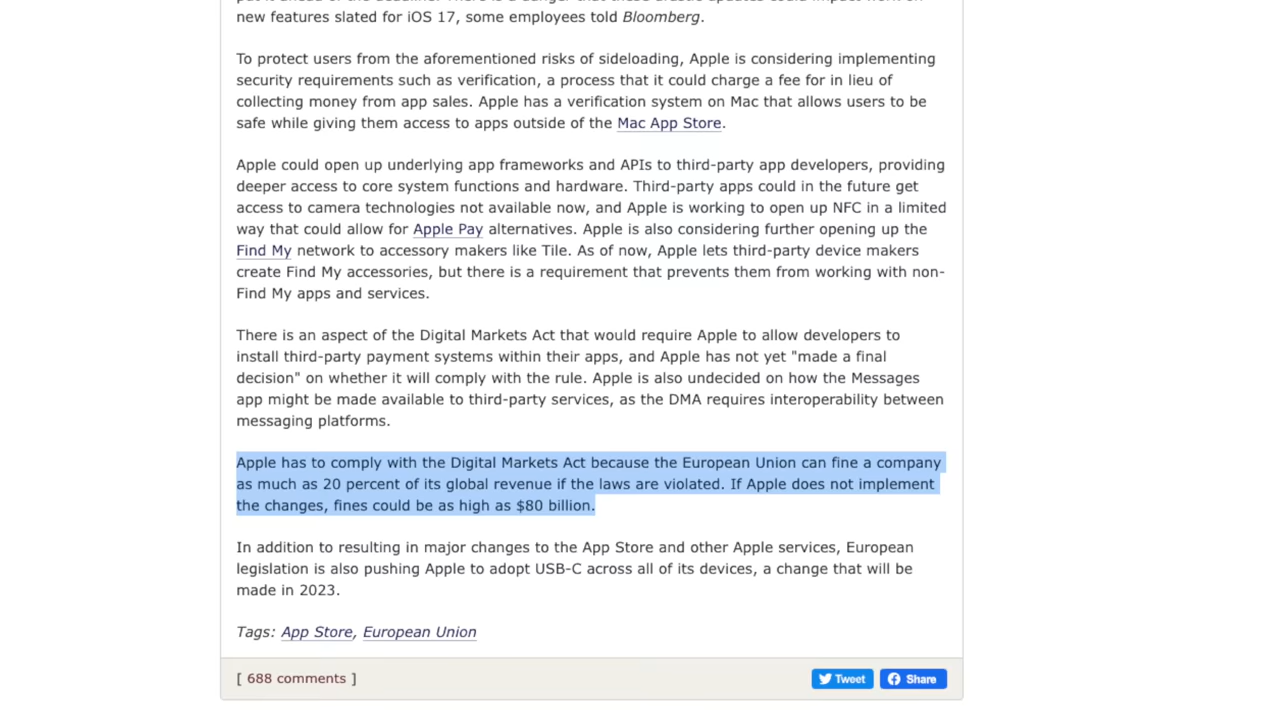 new features slated for iOS 17, some employees told Bloomberg.
To protect users from the aforementioned risks of sideloading, Apple is considering implementing
security requirements such as verification, a process that it could charge a fee for in lieu of
collecting money from app sales. Apple has a verification system on Mac that allows users to be
safe while giving them access to apps outside of the Mac App Store.
Apple could open up underlying app frameworks and APIs to third-party app developers, providing
deeper access to core system functions and hardware. Third-party apps could in the future get
access to camera technologies not available now, and Apple is working to open up NFC in a limited
way that could allow for Apple Pay alternatives. Apple is also considering further opening up the
Find My network to accessory makers like Tile. As of now, Apple lets third-party device makers
create Find My accessories, but there is a requirement that prevents them from working with non-
Find My apps and services.
There is an aspect of the Digital Markets Act that would require Apple to allow developers to
install third-party payment systems within their apps, and Apple has not yet "made a final
decision" on whether it will comply with the rule. Apple is also undecided on how the Messages
app might be made available to third-party services, as the DMA requires interoperability between
messaging platforms.
Apple has to comply with the Digital Markets Act because the European Union can fine a company
as much as 20 percent of its global revenue if the laws are violated. If Apple does not implement
the changes, fines could be as high as $80 billion.
In addition to resulting in major changes to the App Store and other Apple services, European
legislation is also pushing Apple to adopt USB-C across all of its devices, a change that will be
made in 2023.
Tags: App Store, European Union
[ 688 comments ] Tweet Share